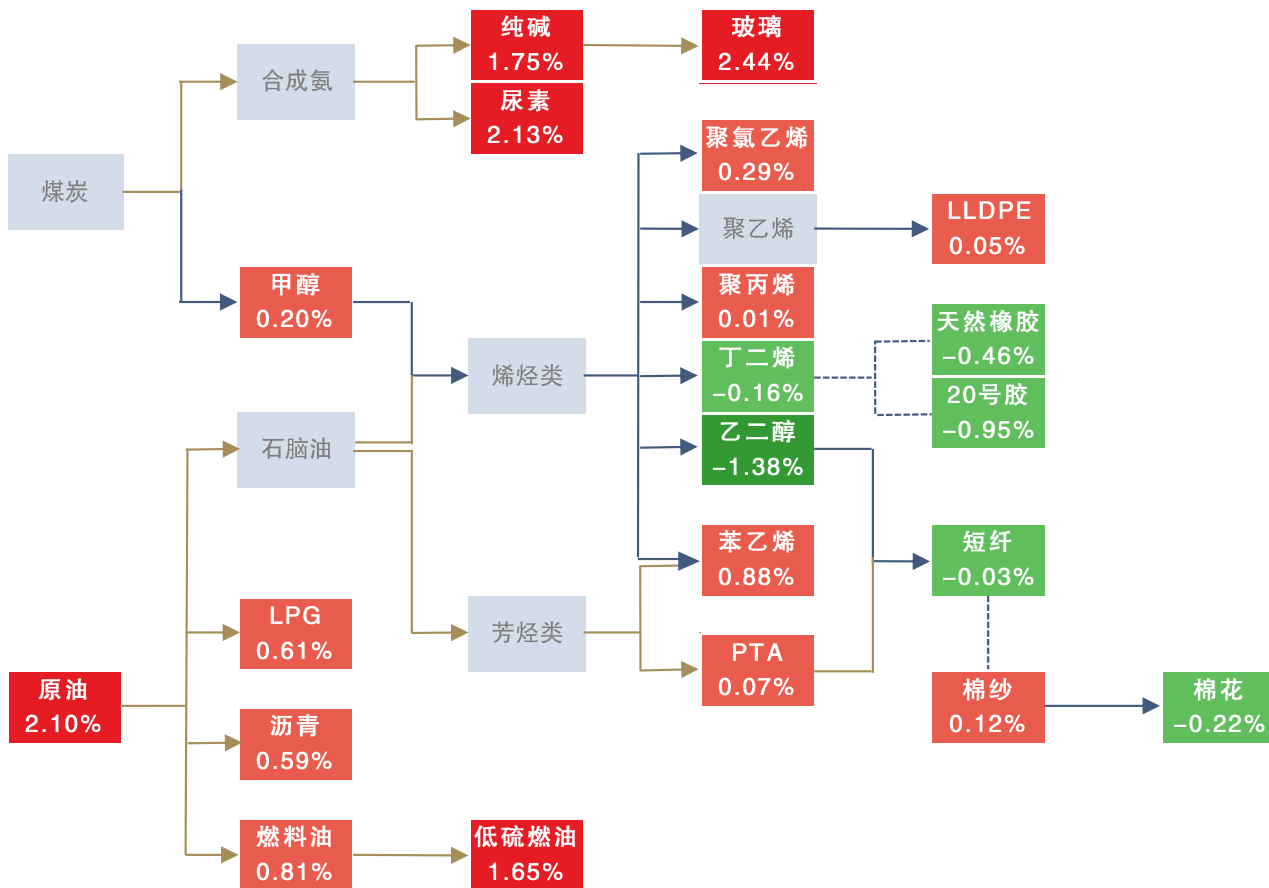 纯碱
1.75%
玻璃
2.44%
合成氨
尿素
2.13%
聚氯乙烯
0.29%
煤炭
聚乙烯
LLDPE
0.05%
甲醇
0.20%
聚丙烯
0.01%
天然橡胶
-0.46%
烯烃类
丁二烯
-0.16%
20号胶
-0.95%
石脑油
乙二醇
-1.38%
苯乙烯
0.88%
短纤
-0.03%
LPG
0.61%
芳烃类
PTA
0.07%
原油
2.10%
棉纱
0.12%
棉花
-0.22%
沥青
0.59%
燃料油
0.81%
低硫燃油
1.65%